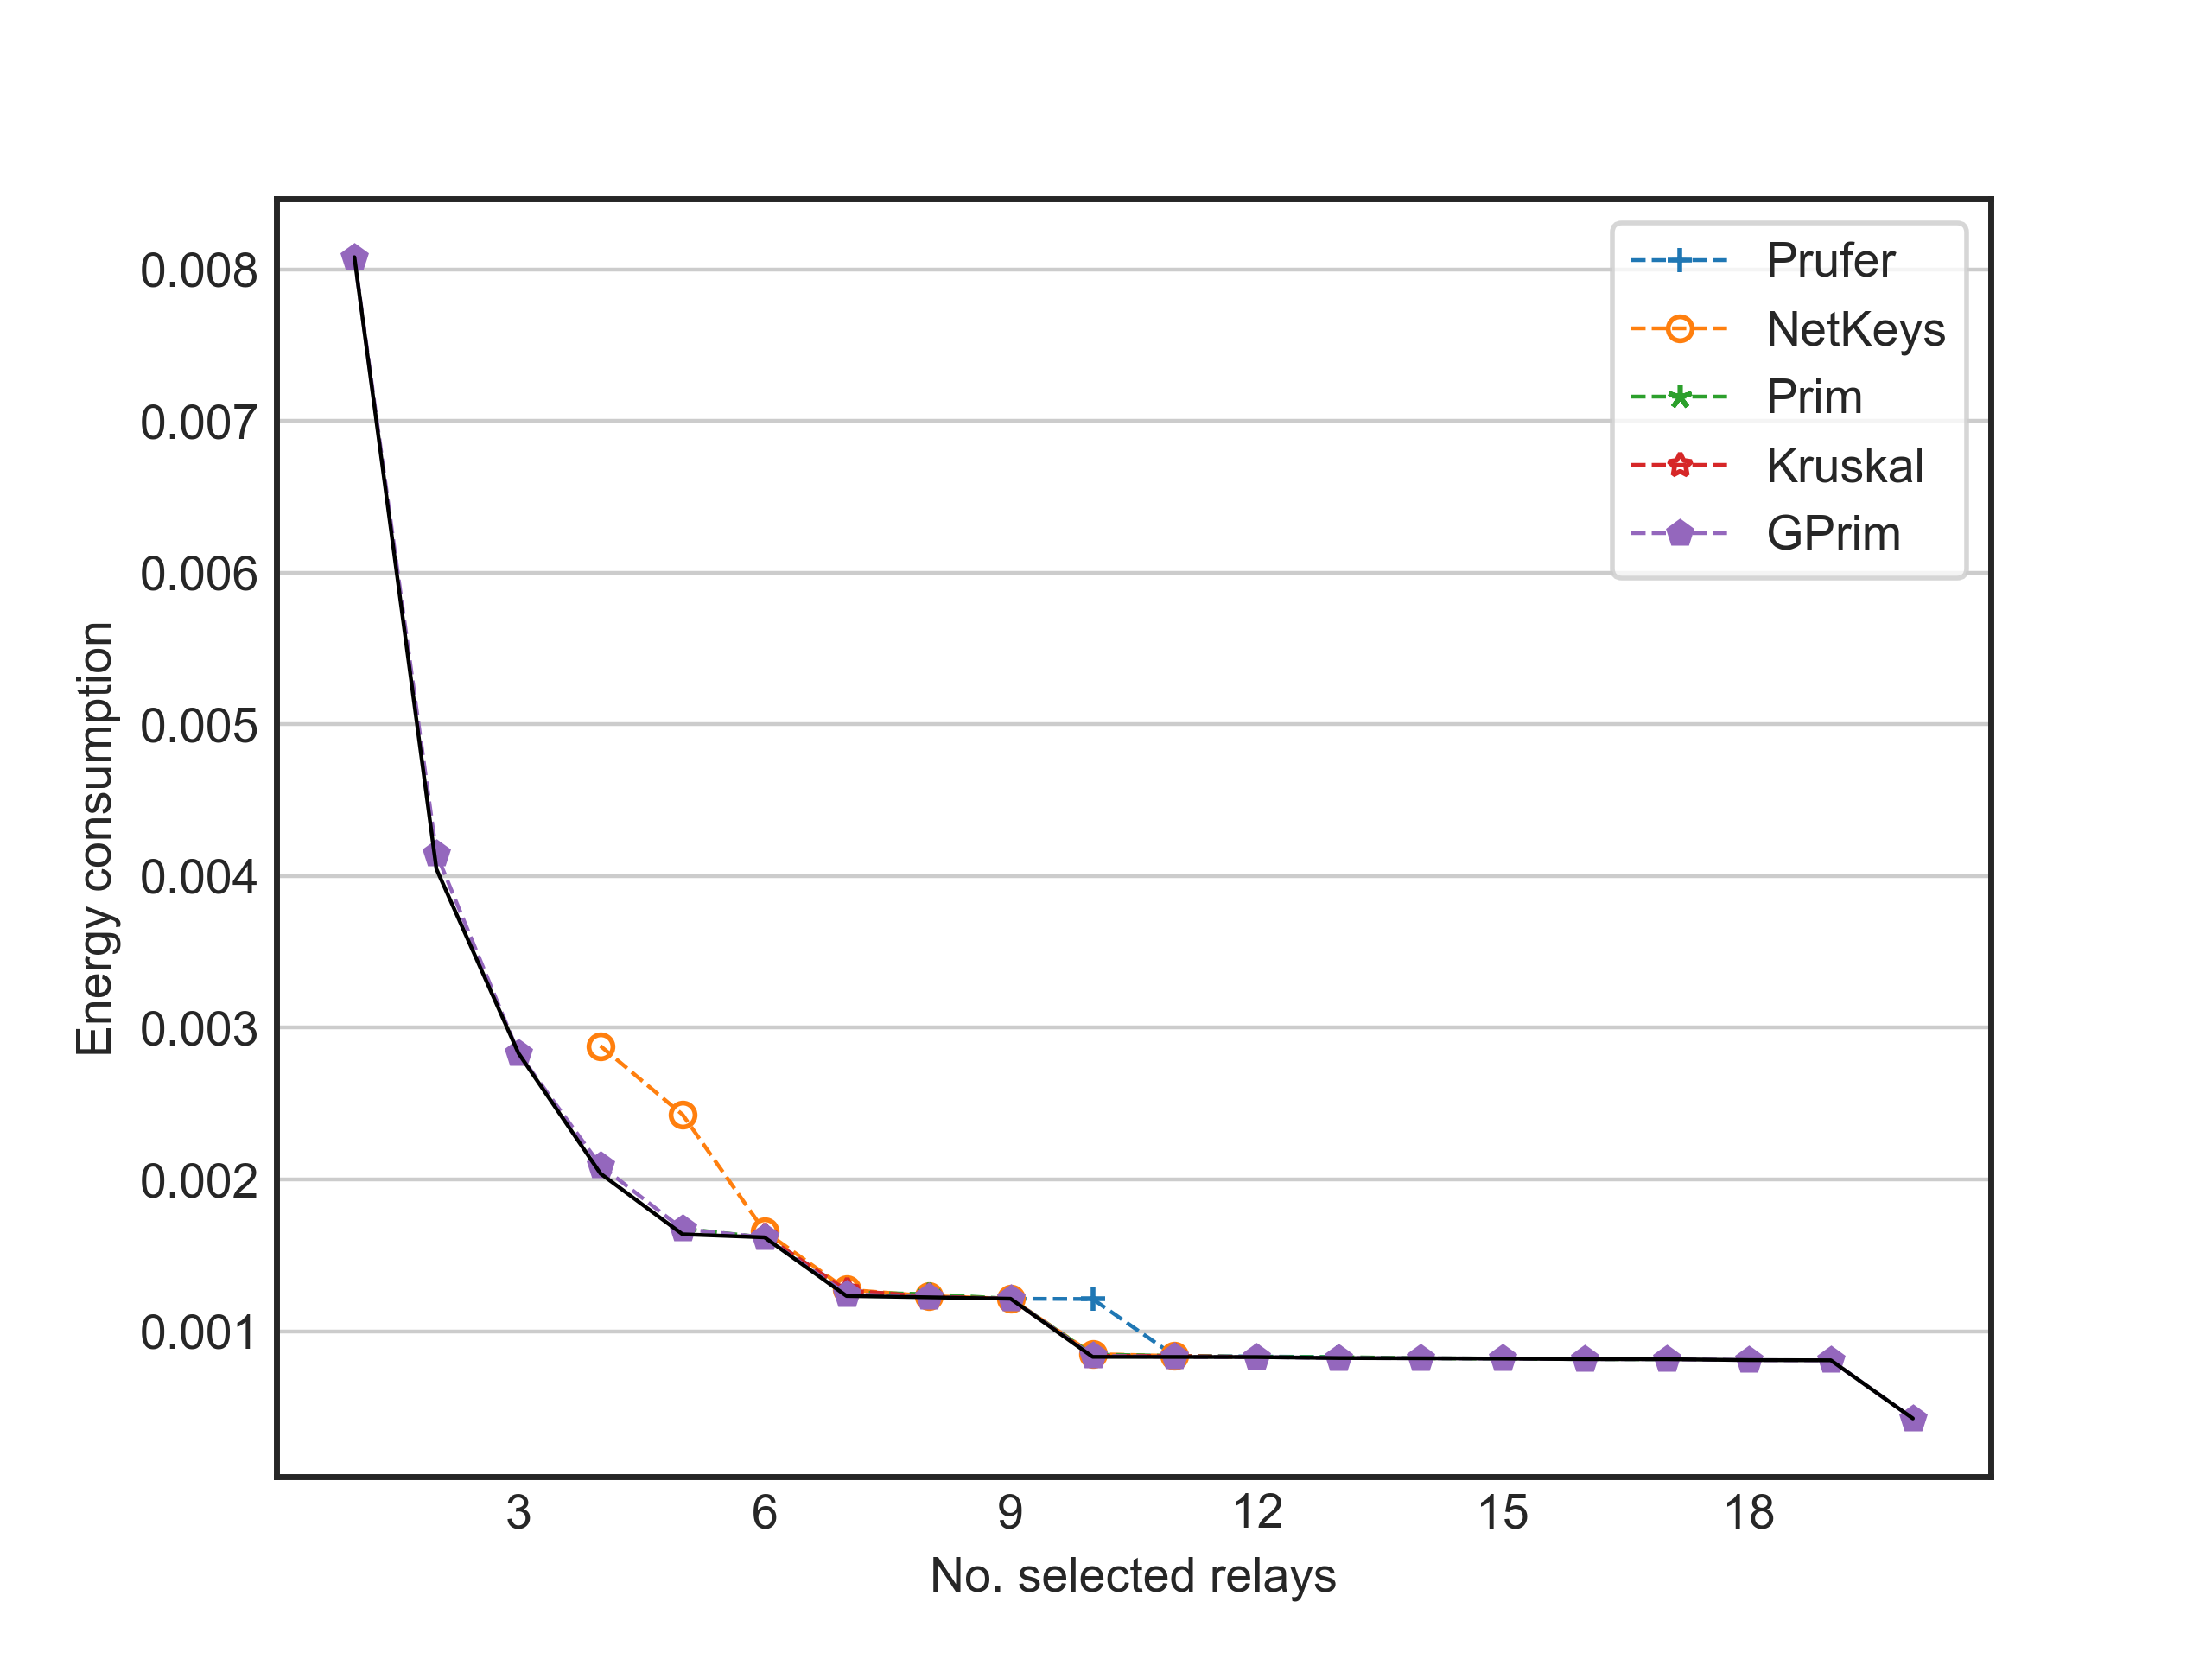 0.008
0.007
0.006
0.005
0.004
0.003
0.002
0.001
Energy consumption
Prufer
NetKeys
Prim
Kruskal
GPrim
3 6 9 12 15 18
No. selected relays